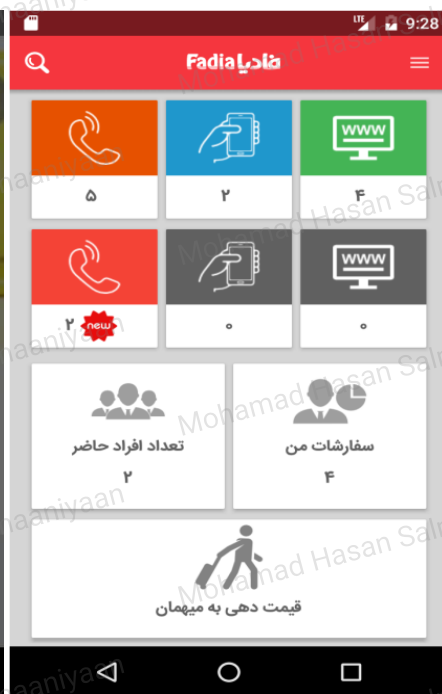 LTE 9:28
Fadia فادیا
WWW
۵ ۲ ۴
WWW
۲ new ۰ ۰
تعداد افراد حاضر
۲
سفارشات من
۴
قیمت دهی به میهمان
Mohamad Hasan Sal